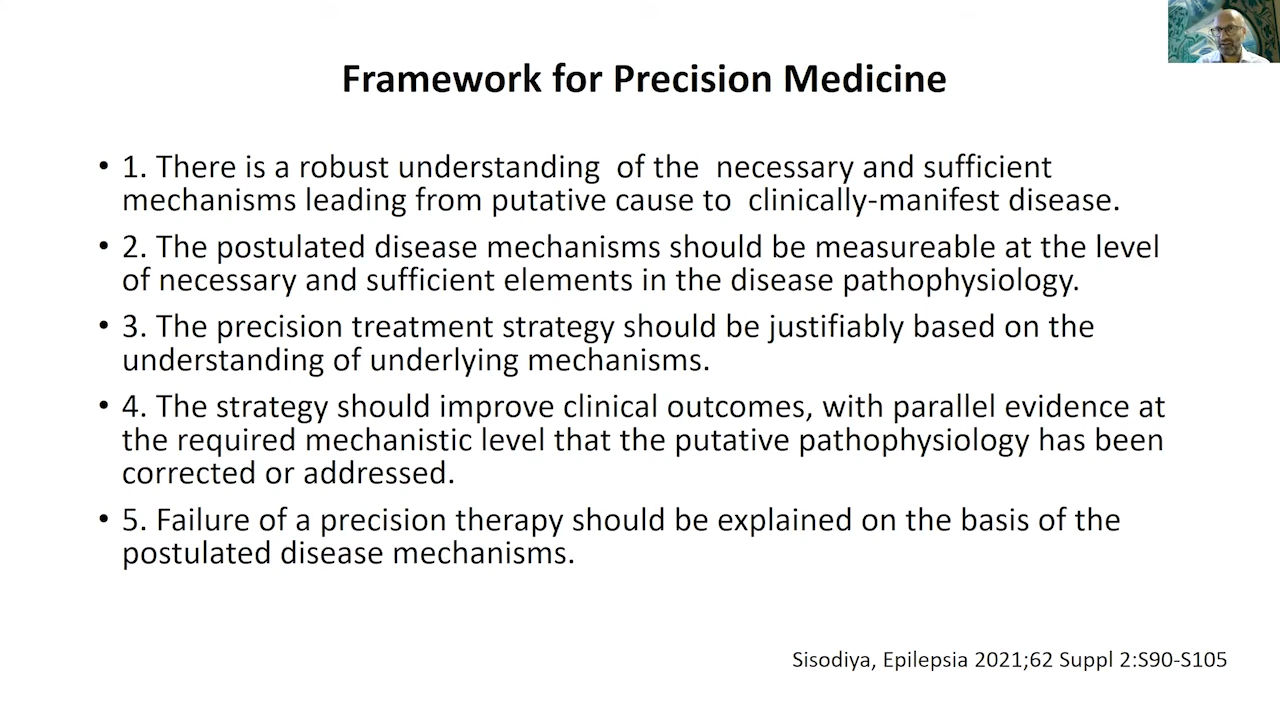 Framework for Precision Medicine
• 1. There is a robust understanding  of the  necessary and sufficient
mechanisms leading from putative cause to  clinically-manifest disease.
• 2. The postulated disease mechanisms should be measureable at the level
of necessary and sufficient elements in the disease pathophysiology.
• 3. The precision treatment strategy should be justifiably based on the
understanding of underlying mechanisms.
• 4. The strategy should improve clinical outcomes, with parallel evidence at
the required mechanistic level that the putative pathophysiology has been
corrected or addressed.
• 5. Failure of a precision therapy should be explained on the basis of the
postulated disease mechanisms.
Sisodiya, Epilepsia 2021;62 Suppl 2:S90-S105